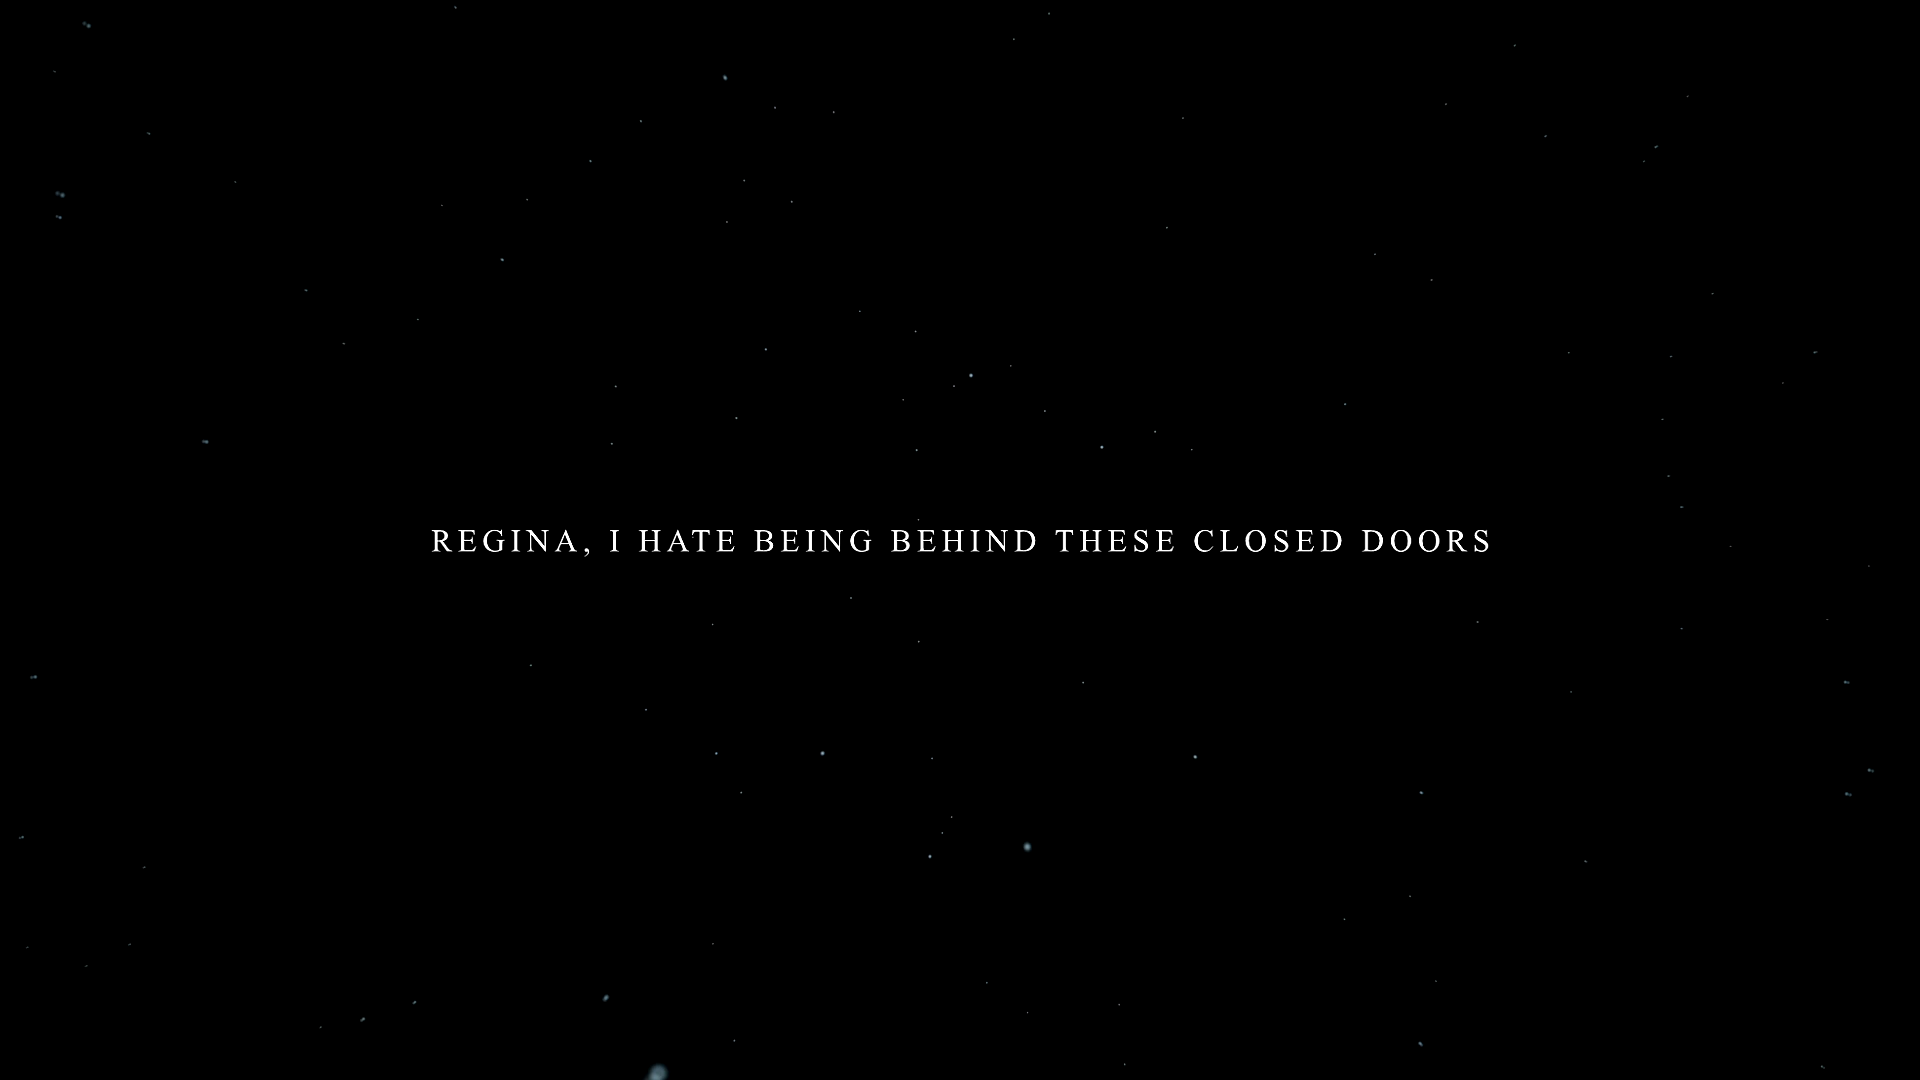 REGINA, I HATE BEING BEHIND THESE CLOSED DOORS